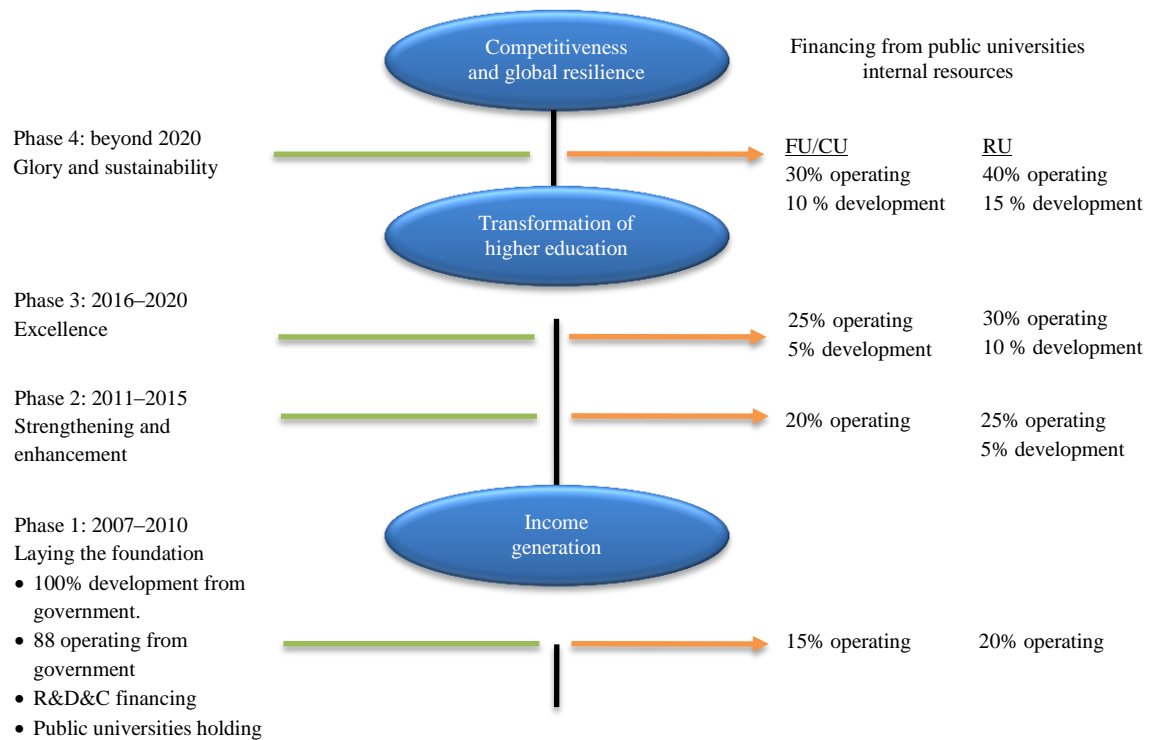 Competitiveness
and global resilience
Financing from public universities
internal resources
Phase 4: beyond 2020
Glory and sustainability
FU/CU
30% operating
10 % development
RU
40% operating
15 % development
Transformation of
higher education
Phase 3: 2016–2020
Excellence
25% operating
5% development
30% operating
10 % development
Phase 2: 2011–2015
Strengthening and
enhancement
20% operating
25% operating
5% development
Income
generation
Phase 1: 2007–2010
Laying the foundation
• 100% development from
government.
• 88 operating from
government
• R&D&C financing
• Public universities holding
15% operating
20% operating